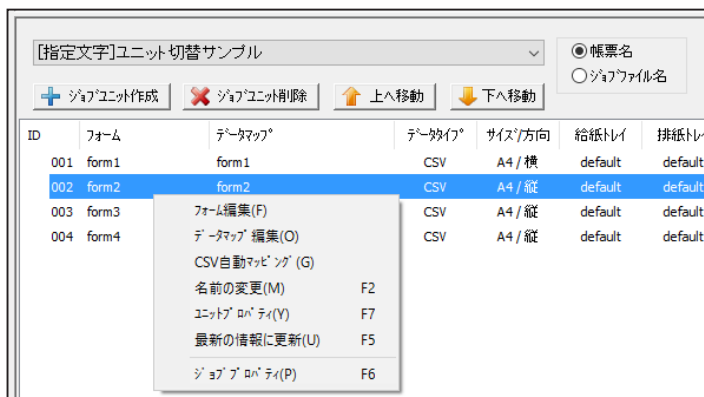 [指定文字]ユニット切替サンプル
帳票名
ジョブファイル名
ジョブユニット作成 ジョブユニット削除 上へ移動 下へ移動
ID フォーム データマップ データタイプ サイズ/方向 給紙トレイ 排紙トレイ
001 form1 form1 CSV A4 / 横 default default
002 form2 form2 CSV A4 / 縦 default default
003 form3 CSV A4 / 縦 default default
004 form4 CSV A4 / 縦 default default
フォーム編集(F)
データマップ編集(O)
CSV自動マッピング(G)
名前の変更(M) F2
ユニットプロパティ(Y) F7
最新の情報に更新(U) F5
ジョブプロパティ(P) F6